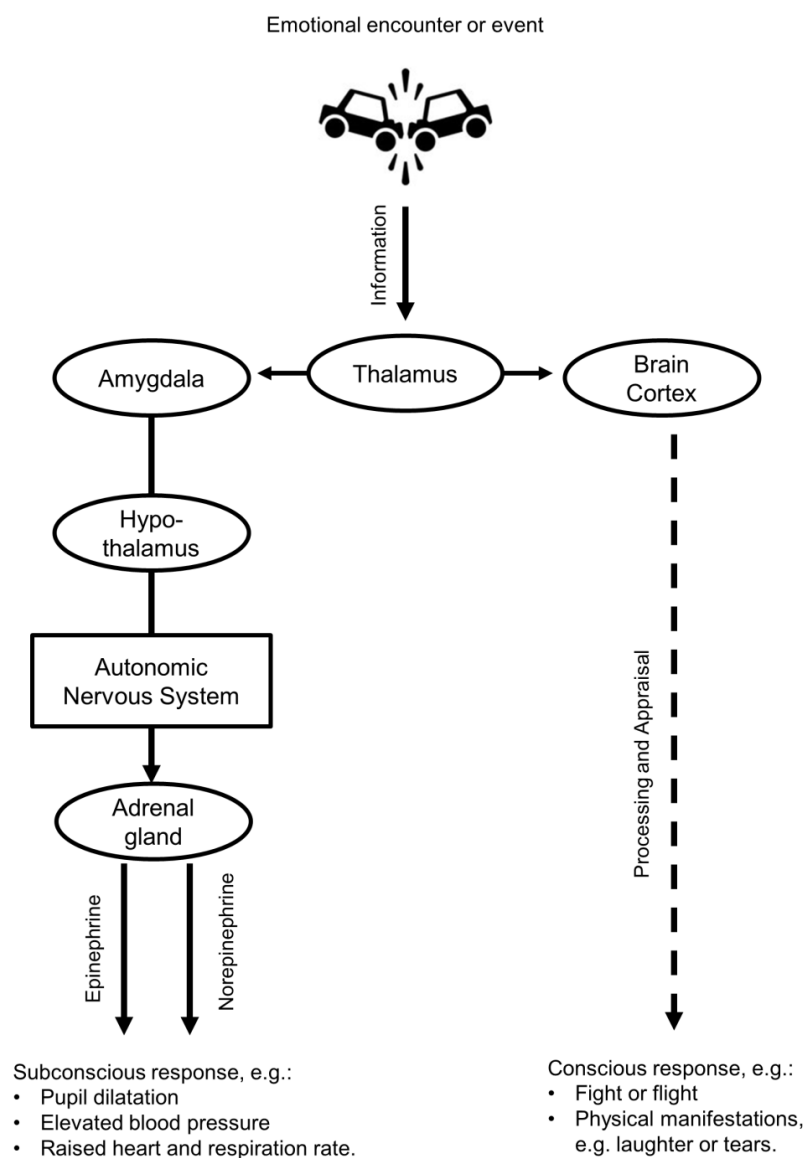 Emotional encounter or event
Information
Amygdala
Thalamus
Brain
Cortex
Hypo-
thalamus
Autonomic
Nervous System
Processing and Appraisal
Adrenal
gland
Epinephrine
Norepinephrine
Subconscious response, e.g.:
• Pupil dilatation
• Elevated blood pressure
• Raised heart and respiration rate.
Conscious response, e.g.:
• Fight or flight
• Physical manifestations,
e.g. laughter or tears.